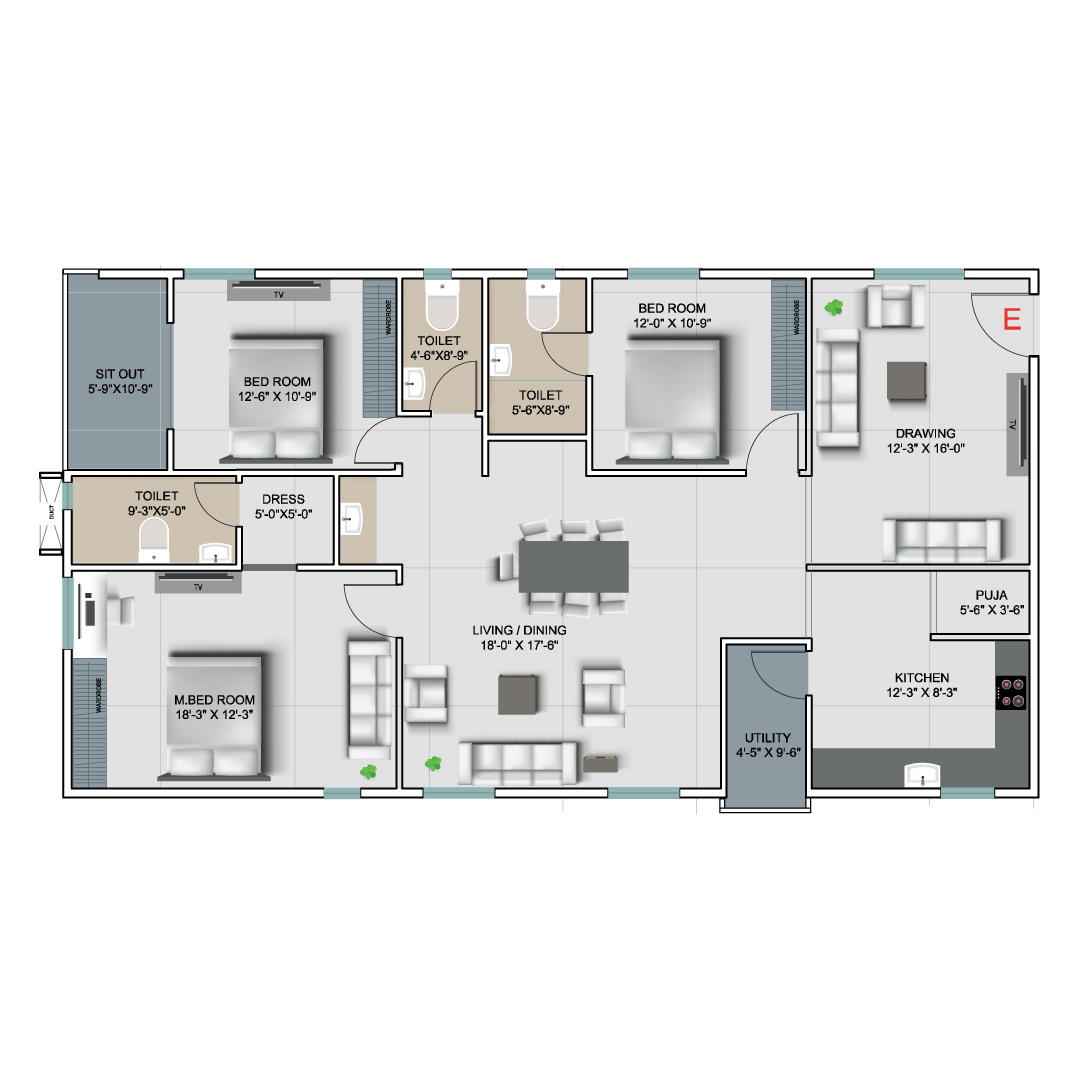 TV
WARDROBE
BED ROOM
12'-0" X 10'-9"
WARDROBE
E
TOILET
4'-6"X8'-9"
SIT OUT
5'-9"X10'-9"
BED ROOM
12'-6" X 10'-9"
TOILET
5'-6"X8'-9"
TV
DRAWING
12'-3" X 16'-0"
DUCT
TOILET
9'-3"X5'-0"
DRESS
5'-0"X5'-0"
TV
PUJA
5'-6" X 3'-6"
LIVING / DINING
18'-0" X 17'-6"
WARDROBE
M.BED ROOM
18'-3" X 12'-3"
KITCHEN
12'-3" X 8'-3"
UTILITY
4'-5" X 9'-6"